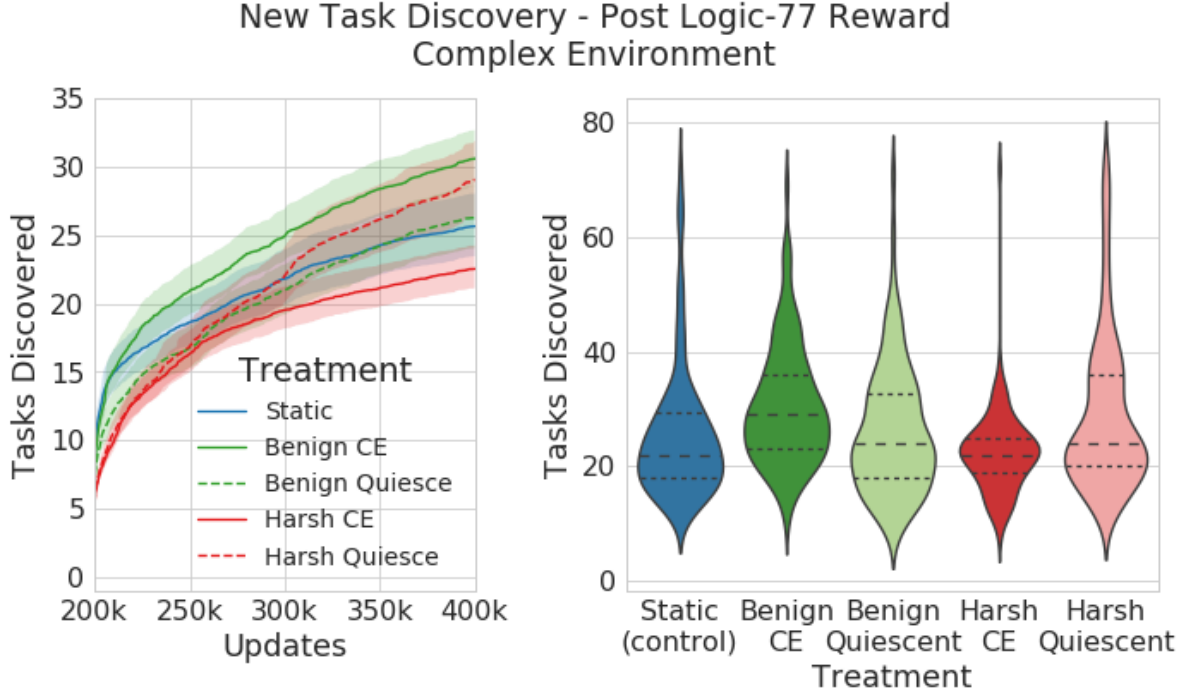 New Task Discovery - Post Logic-77 Reward
Complex Environment
Tasks Discovered
35
30
25
20
15
10
5
0
200k 250k 300k 350k 400k
Updates
Treatment
Static
Benign CE
Benign Quiesce
Harsh CE
Harsh Quiesce
Tasks Discovered
80
60
40
20
0
Static Benign Benign Harsh Harsh
(control) CE Quiescent CE Quiescent
Treatment